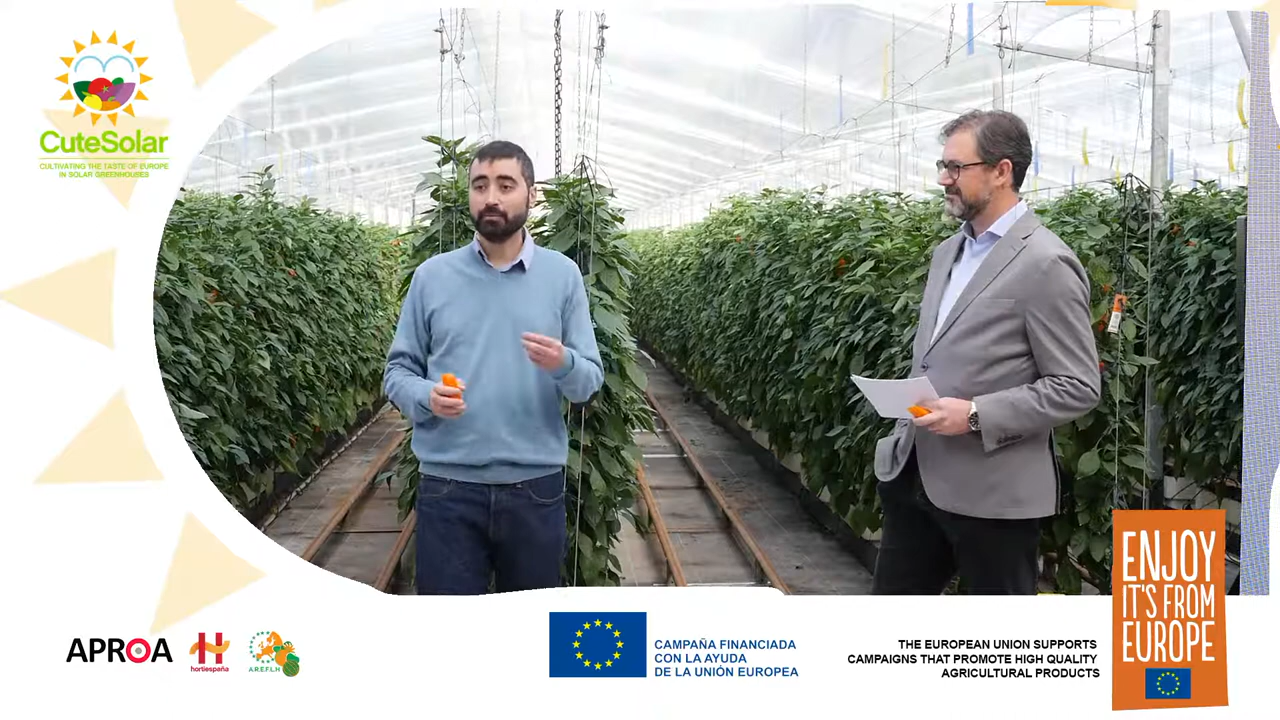 CuteSolar
CULTIVATING THE TASTE OF EUROPE
IN SOLAR GREENHOUSES
APROA
hortiespaña
A.R.E.F.L.H
CAMPAÑA FINANCIADA
CON LA AYUDA
DE LA UNIÓN EUROPEA
THE EUROPEAN UNION SUPPORTS
CAMPAIGNS THAT PROMOTE HIGH QUALITY
AGRICULTURAL PRODUCTS
ENJOY
IT'S FROM
EUROPE